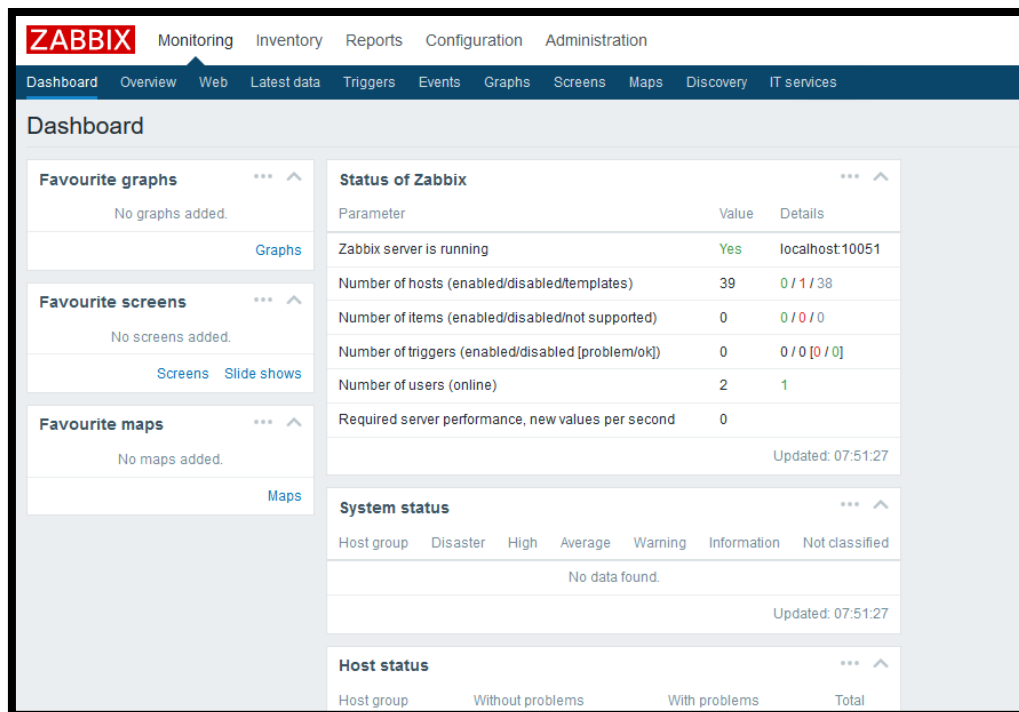 ZABBIX Monitoring Inventory Reports Configuration Administration
Dashboard Overview Web Latest data Triggers Events Graphs Screens Maps Discovery IT services
Dashboard
Favourite graphs
No graphs added.
Graphs
Favourite screens
No screens added.
Screens Slide shows
Favourite maps
No maps added.
Maps
Status of Zabbix
Parameter Value Details
Zabbix server is running Yes localhost:10051
Number of hosts (enabled/disabled/templates) 39 0 / 1 / 38
Number of items (enabled/disabled/not supported) 0 0 / 0 / 0
Number of triggers (enabled/disabled [problem/ok]) 0 0 / 0 [0 / 0]
Number of users (online) 2 1
Required server performance, new values per second 0
Updated: 07:51:27
System status
Host group Disaster High Average Warning Information Not classified
No data found.
Updated: 07:51:27
Host status
Host group Without problems With problems Total